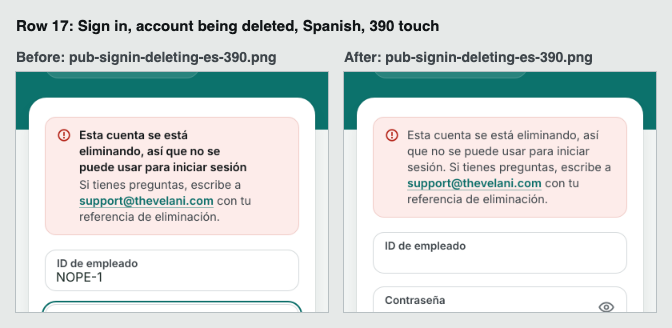 Row 17: Sign in, account being deleted, Spanish, 390 touch
Before: pub-signin-deleting-es-390.png
Esta cuenta se está
eliminando, así que no se
puede usar para iniciar sesión
Si tienes preguntas, escribe a
support@thevelani.com con tu
referencia de eliminación.
ID de empleado
NOPE-1
After: pub-signin-deleting-es-390.png
Esta cuenta se está eliminando, así
que no se puede usar para iniciar
sesión. Si tienes preguntas, escribe a
support@thevelani.com con tu
referencia de eliminación.
ID de empleado
Contraseña